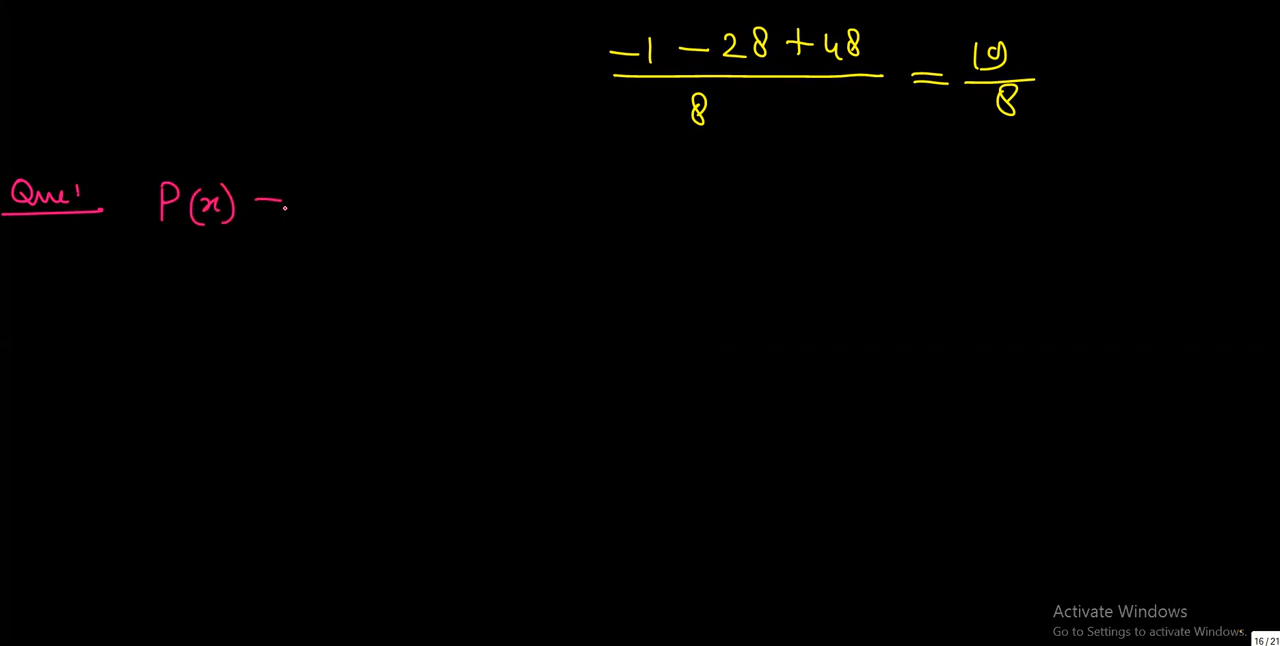 -1 - 28 + 48 = 19
8 8
Que' P(x) -
Activate Windows
Go to Settings to activate Windows.
16 / 21